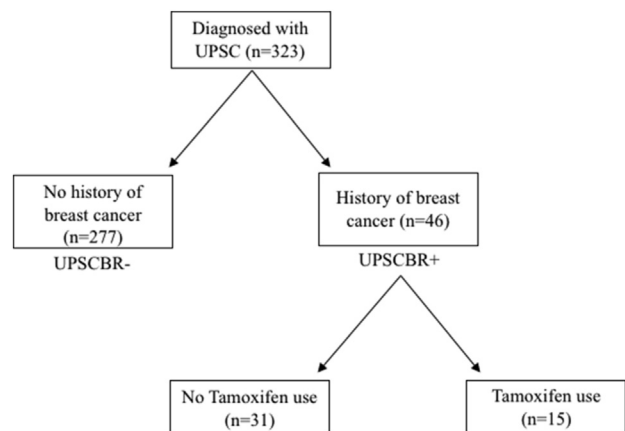 Diagnosed with
UPSC (n=323)
No history of
breast cancer
(n=277)
UPSCBR-
History of breast
cancer (n=46)
UPSCBR+
No Tamoxifen use
(n=31)
Tamoxifen use
(n=15)